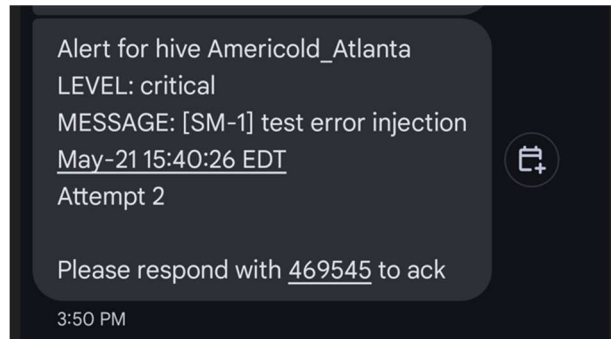 Alert for hive Americold_Atlanta
LEVEL: critical
MESSAGE: [SM-1] test error injection
May-21 15:40:26 EDT
Attempt 2
Please respond with 469545 to ack
3:50 PM